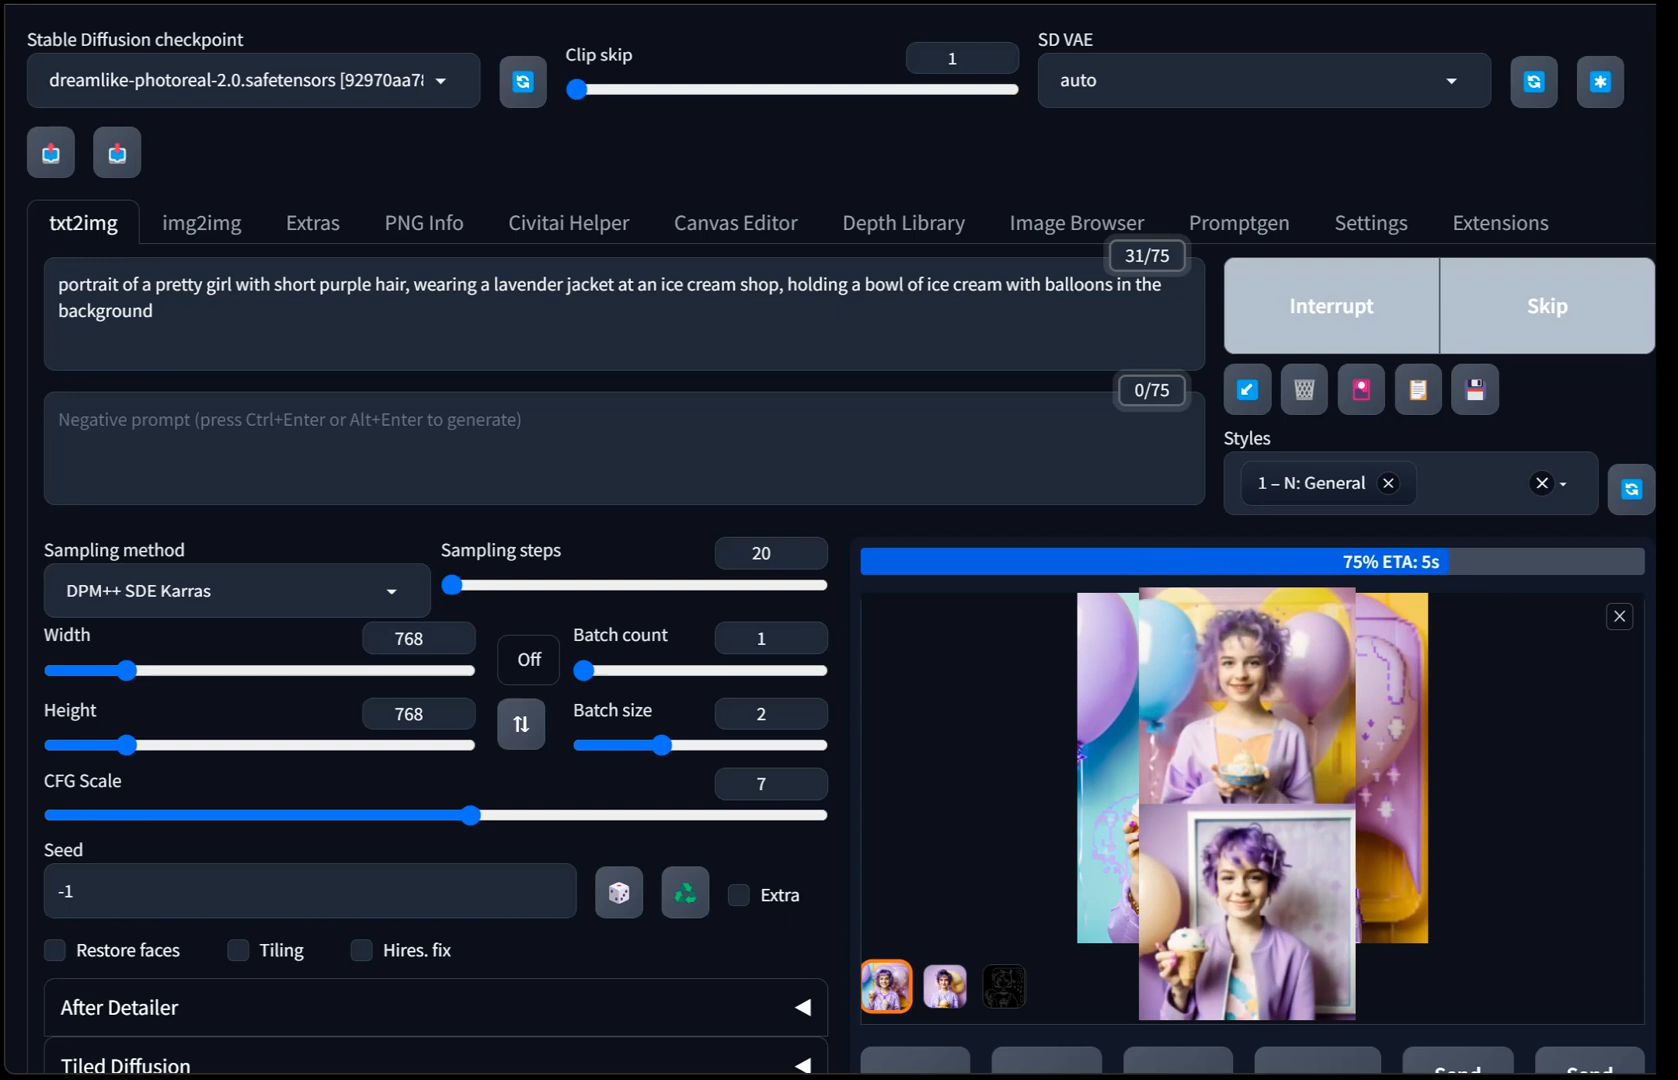 Stable Diffusion checkpoint
Clip skip
1
SD VAE
dreamlike-photoreal-2.0.safetensors [92970aa78
auto
txt2img
img2img
Extras
PNG Info
Civitai Helper
Canvas Editor
Depth Library
Image Browser
Promptgen
Settings
Extensions
31/75
portrait of a pretty girl with short purple hair, wearing a lavender jacket at an ice cream shop, holding a bowl of ice cream with balloons in the
background
Interrupt
Skip
0/75
Negative prompt (press Ctrl+Enter or Alt+Enter to generate)
Styles
1 – N: General
Sampling method
Sampling steps
20
75% ETA: 5s
DPM++ SDE Karras
Width
768
Off
Batch count
1
Height
768
Batch size
2
CFG Scale
7
Seed
-1
Extra
Restore faces
Tiling
Hires. fix
After Detailer
Tiled Diffusion
Send
Send